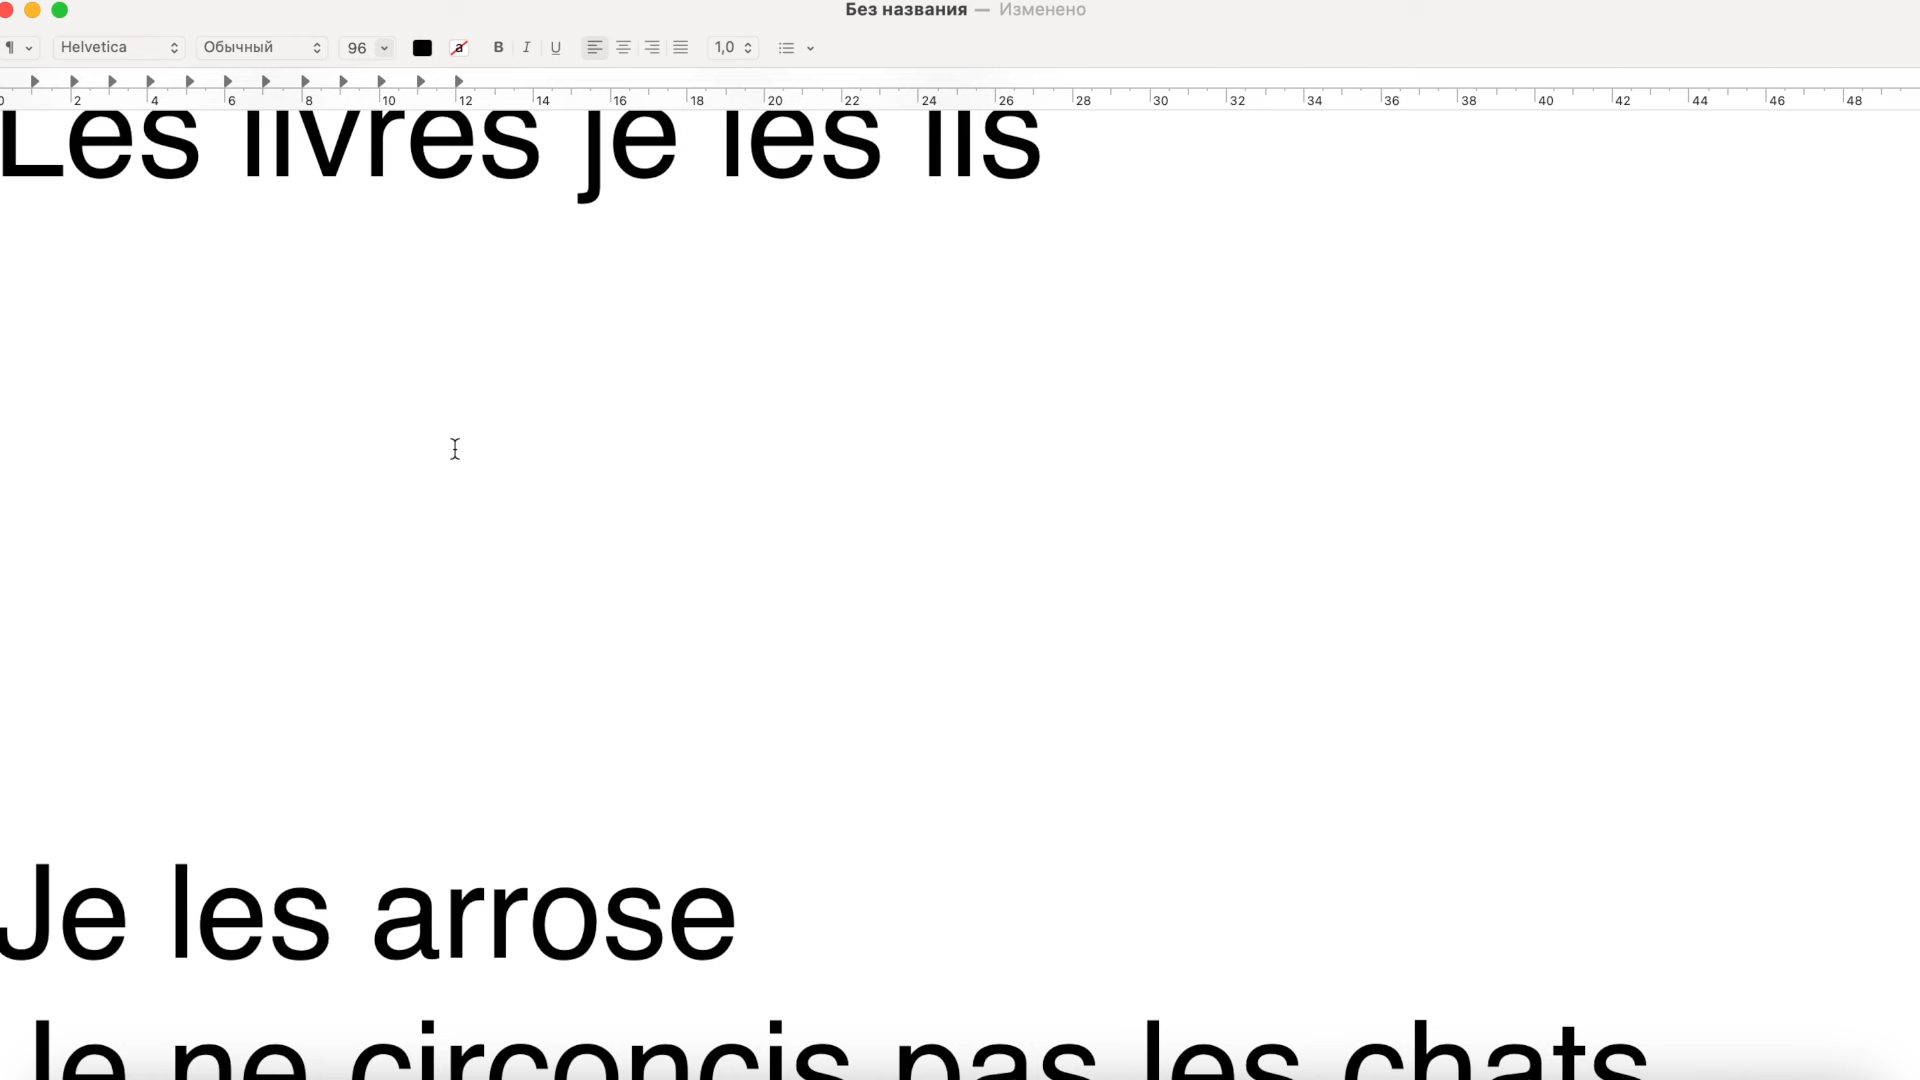 Без названия — Изменено
¶ Helvetica Обычный 96 a B I U 1,0
0 2 4 6 8 10 12 14 16 18 20 22 24 26 28 30 32 34 36 38 40 42 44 46 48
Les livres je les lis
Je les arrose
Je ne circoncis pas les chats